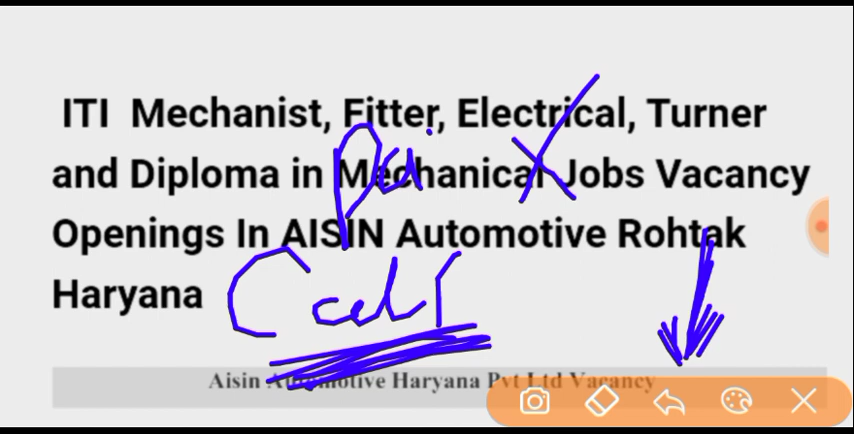 ITI Mechanist, Fitter, Electrical, Turner
and Diploma in Mechanical Jobs Vacancy
Openings In AISIN Automotive Rohtak
Haryana
Aisin Automotive Haryana Pvt Ltd Vacancy